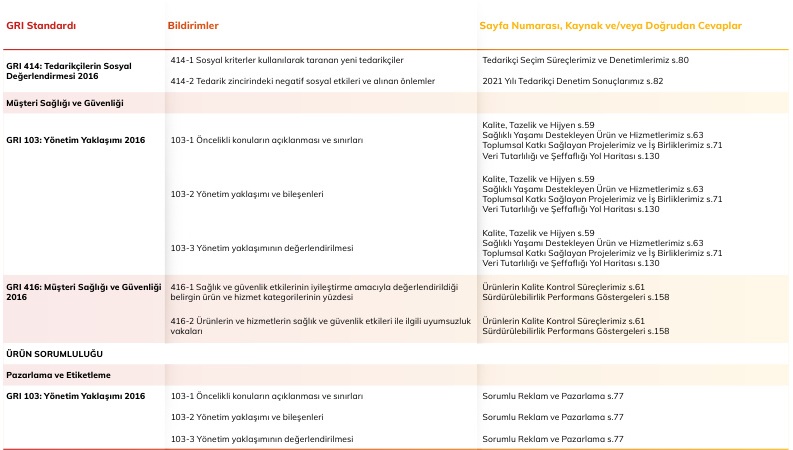 GRI Standardı
Bildirimler
Sayfa Numarası, Kaynak ve/veya Doğrudan Cevaplar
GRI 414: Tedarikçilerin Sosyal
Değerlendirmesi 2016
414-1 Sosyal kriterler kullanılarak taranan yeni tedarikçiler
Tedarikçi Seçim Süreçlerimiz ve Denetimlerimiz s.80
414-2 Tedarik zincirindeki negatif sosyal etkileri ve alınan önlemler
2021 Yılı Tedarikçi Denetim Sonuçlarımız s.82
Müşteri Sağlığı ve Güvenliği
GRI 103: Yönetim Yaklaşımı 2016
103-1 Öncelikli konuların açıklanması ve sınırları
Kalite, Tazelik ve Hijyen s.59
Sağlıklı Yaşamı Destekleyen Ürün ve Hizmetlerimiz s.63
Toplumsal Katkı Sağlayan Projelerimiz ve İş Birliklerimiz s.71
Veri Tutarlılığı ve Şeffaflığı Yol Haritası s.130
103-2 Yönetim yaklaşımı ve bileşenleri
Kalite, Tazelik ve Hijyen s.59
Sağlıklı Yaşamı Destekleyen Ürün ve Hizmetlerimiz s.63
Toplumsal Katkı Sağlayan Projelerimiz ve İş Birliklerimiz s.71
Veri Tutarlılığı ve Şeffaflığı Yol Haritası s.130
103-3 Yönetim yaklaşımının değerlendirilmesi
Kalite, Tazelik ve Hijyen s.59
Sağlıklı Yaşamı Destekleyen Ürün ve Hizmetlerimiz s.63
Toplumsal Katkı Sağlayan Projelerimiz ve İş Birliklerimiz s.71
Veri Tutarlılığı ve Şeffaflığı Yol Haritası s.130
GRI 416: Müşteri Sağlığı ve Güvenliği
2016
416-1 Sağlık ve güvenlik etkilerinin iyileştirme amacıyla değerlendirildiği
belirgin ürün ve hizmet kategorilerinin yüzdesi
Ürünlerin Kalite Kontrol Süreçlerimiz s.61
Sürdürülebilirlik Performans Göstergeleri s.158
416-2 Ürünlerin ve hizmetlerin sağlık ve güvenlik etkileri ile ilgili uyumsuzluk
vakaları
Ürünlerin Kalite Kontrol Süreçlerimiz s.61
Sürdürülebilirlik Performans Göstergeleri s.158
ÜRÜN SORUMLULUĞU
Pazarlama ve Etiketleme
GRI 103: Yönetim Yaklaşımı 2016
103-1 Öncelikli konuların açıklanması ve sınırları
Sorumlu Reklam ve Pazarlama s.77
103-2 Yönetim yaklaşımı ve bileşenleri
Sorumlu Reklam ve Pazarlama s.77
103-3 Yönetim yaklaşımının değerlendirilmesi
Sorumlu Reklam ve Pazarlama s.77